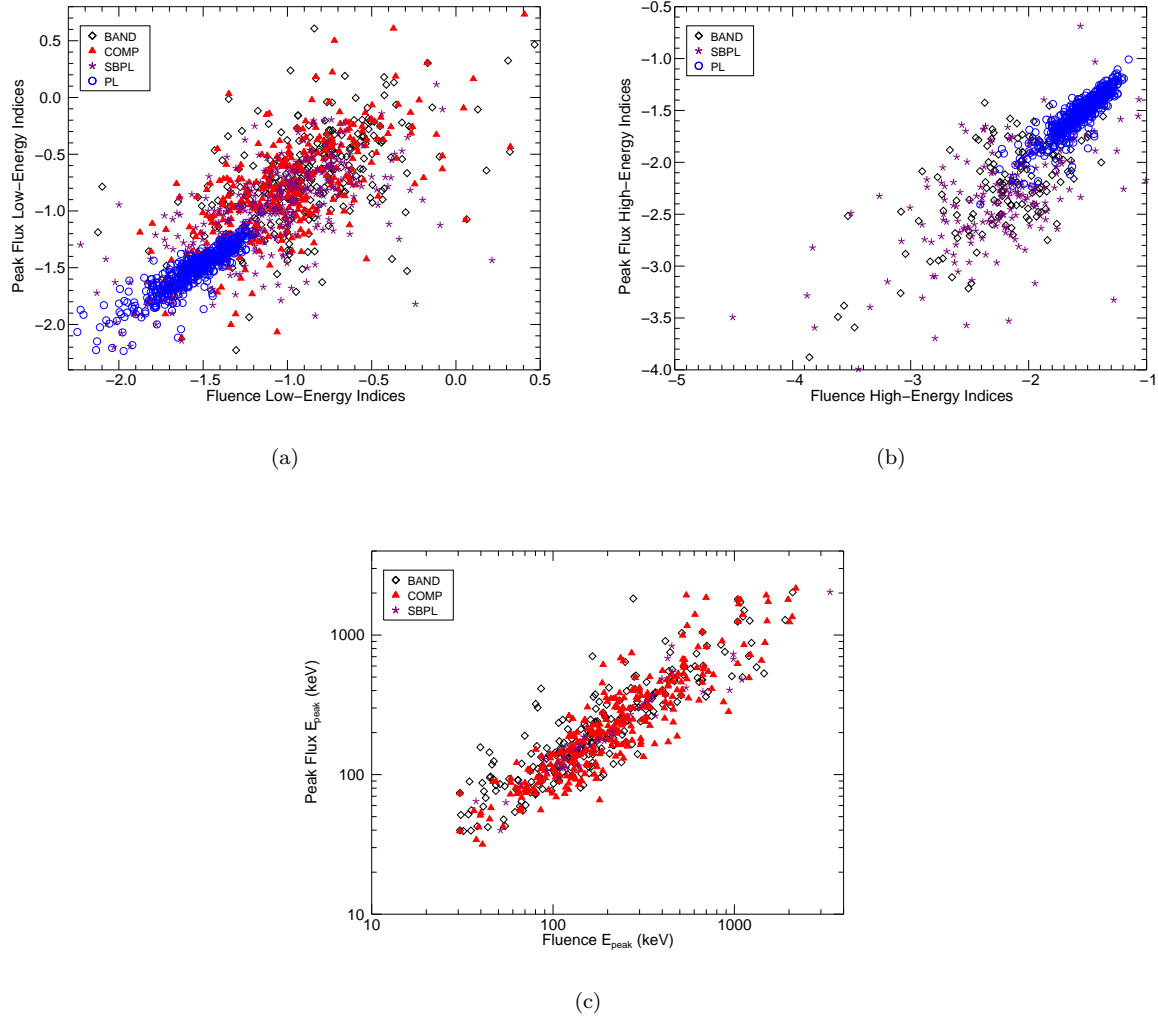 BAND
COMP
SBPL
PL
0.5
0.0
−0.5
−1.0
−1.5
−2.0
Peak Flux Low−Energy Indices
−2.0 −1.5 −1.0 −0.5 0.0 0.5
Fluence Low−Energy Indices
(a)
BAND
COMP
SBPL
PL
−0.5
−1.0
−1.5
−2.0
−2.5
−3.0
−3.5
−4.0
Peak Flux High−Energy Indices
−5 −4 −3 −2 −1
Fluence High−Energy Indices
(b)
BAND
COMP
SBPL
1000
100
10
Peak Flux Epeak (keV)
10 100 1000
Fluence Epeak (keV)
(c)